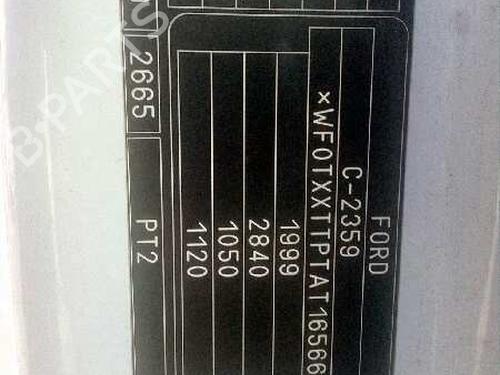 FORD
C-2359
*WF0TXXTTPTAT16566
1999
2840
1050
1120
2665 PT2
B-PARTS